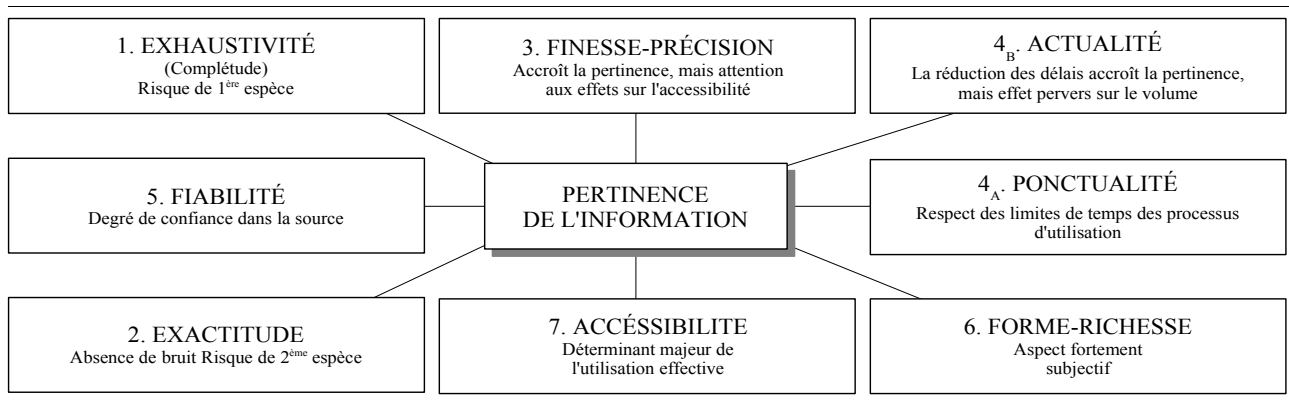 1. EXHAUSTIVITÉ
(Complétude)
Risque de 1ère espèce
3. FINESSE-PRÉCISION
Accroît la pertinence, mais attention
aux effets sur l'accessibilité
4B. ACTUALITÉ
La réduction des délais accroît la pertinence,
mais effet pervers sur le volume
5. FIABILITÉ
Degré de confiance dans la source
PERTINENCE
DE L'INFORMATION
4A. PONCTUALITÉ
Respect des limites de temps des processus
d'utilisation
2. EXACTITUDE
Absence de bruit Risque de 2ème espèce
7. ACCÉSSIBILITE
Déterminant majeur de
l'utilisation effective
6. FORME-RICHESSE
Aspect fortement
subjectif